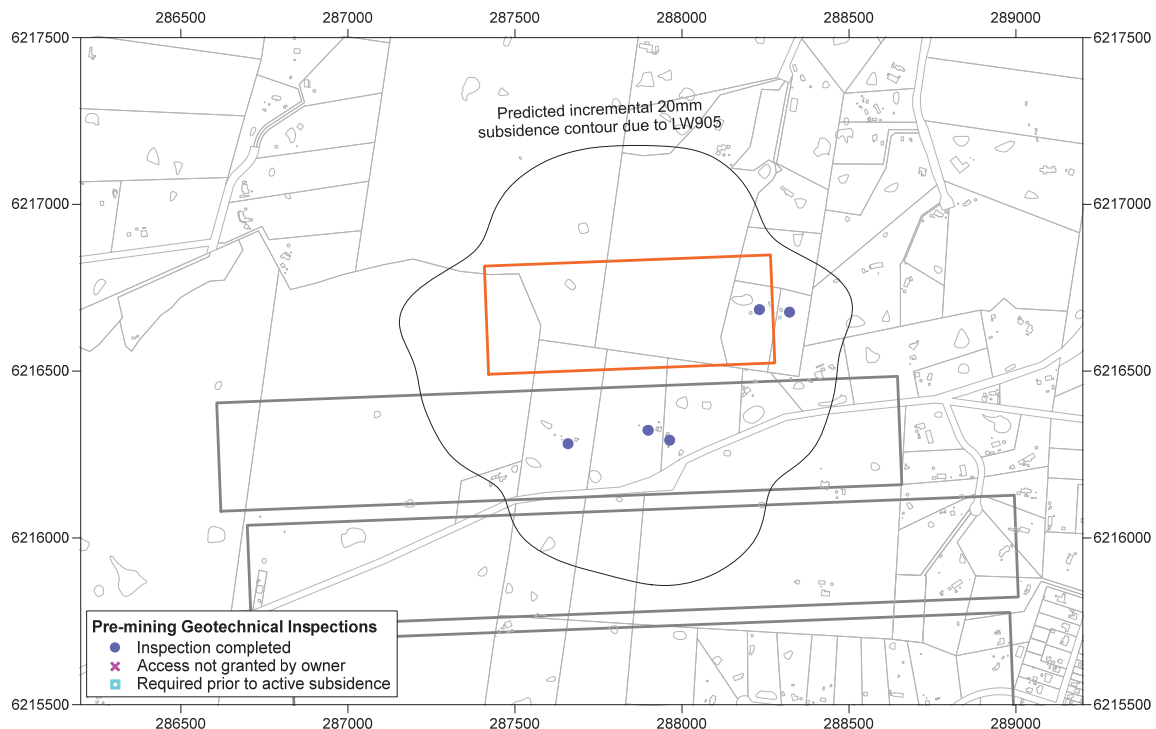 286500 287000 287500 288000 288500 289000
6217500 6217500
Predicted incremental 20mm
subsidence contour due to LW905
6217000 6217000
6216500 6216500
6216000 6216000
Pre-mining Geotechnical Inspections
Inspection completed
Access not granted by owner
Required prior to active subsidence
6215500 6215500
286500 287000 287500 288000 288500 289000